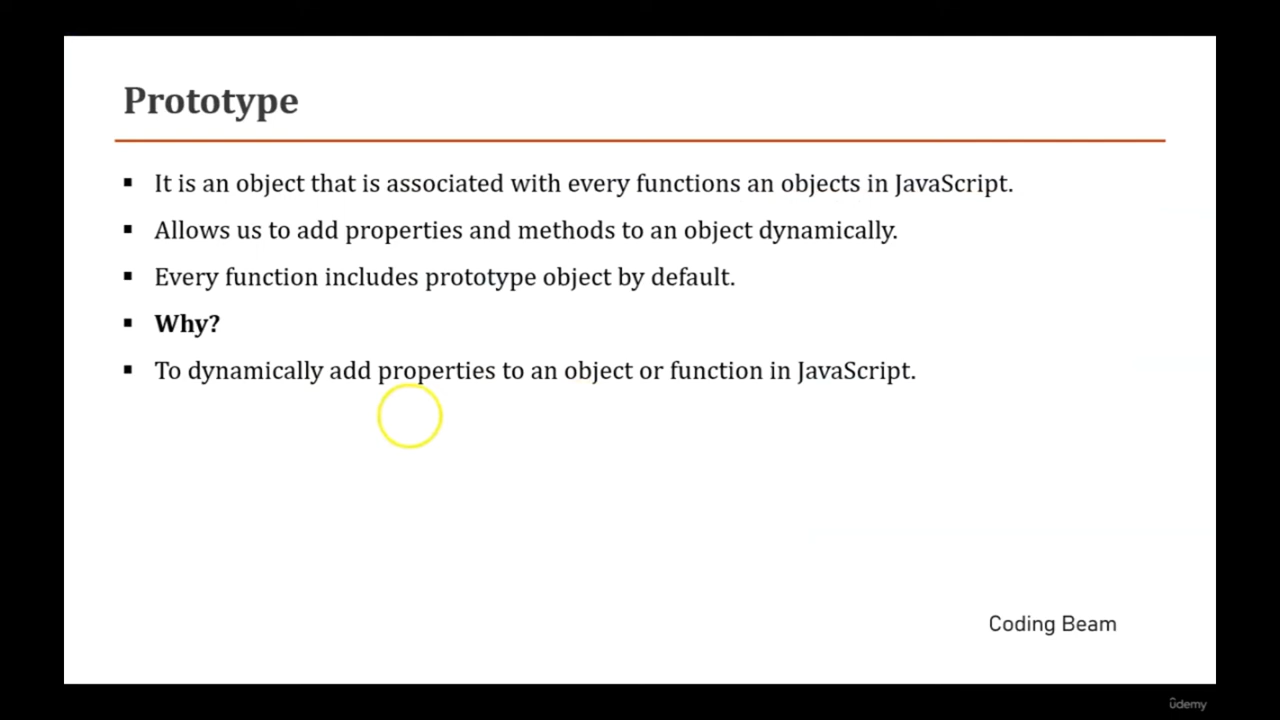 Prototype
▪ It is an object that is associated with every functions an objects in JavaScript.
▪ Allows us to add properties and methods to an object dynamically.
▪ Every function includes prototype object by default.
▪ Why?
▪ To dynamically add properties to an object or function in JavaScript.
Coding Beam
ûdemy